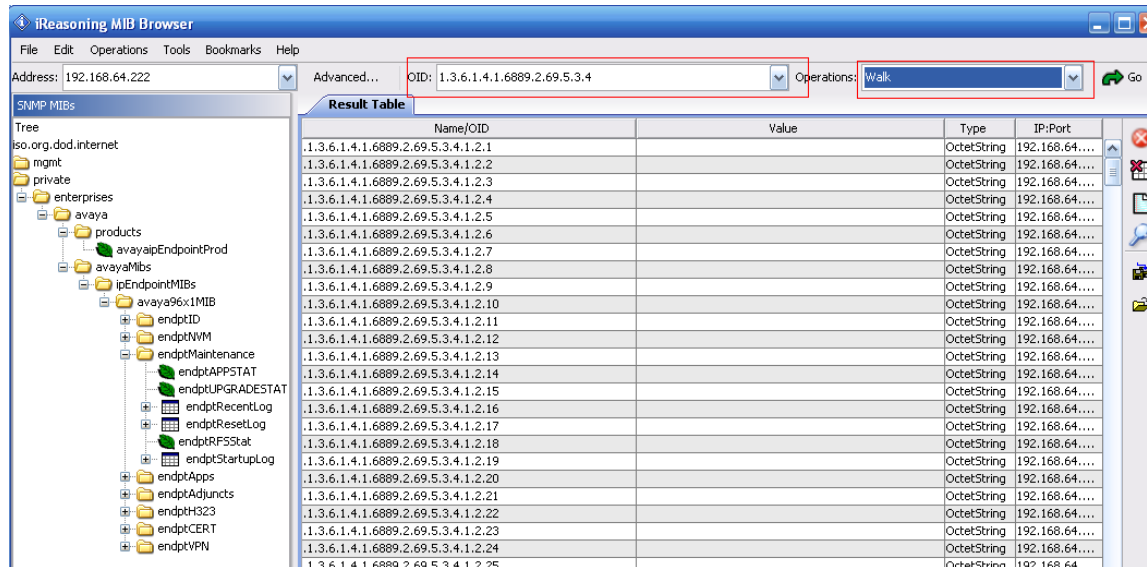 iReasoning MIB Browser
File Edit Operations Tools Bookmarks Help
Address: 192.168.64.222 Advanced... OID: 1.3.6.1.4.1.6889.2.69.5.3.4 Operations: Walk Go
SNMP MIBs
Result Table
Tree
iso.org.dod.internet
mgmt
private
enterprises
avaya
products
avayaipEndpointProd
avayaMibs
ipEndpointMIBs
avaya96x1MIB
endptID
endptNVM
endptMaintenance
endptAPPSTAT
endptUPGRADESTAT
endptRecentLog
endptResetLog
endptRFSStat
endptStartupLog
endptApps
endptAdjuncts
endptH323
endptCERT
endptVPN
Name/OID Value Type IP:Port
.1.3.6.1.4.1.6889.2.69.5.3.4.1.2.1 OctetString 192.168.64....
.1.3.6.1.4.1.6889.2.69.5.3.4.1.2.2 OctetString 192.168.64....
.1.3.6.1.4.1.6889.2.69.5.3.4.1.2.3 OctetString 192.168.64....
.1.3.6.1.4.1.6889.2.69.5.3.4.1.2.4 OctetString 192.168.64....
.1.3.6.1.4.1.6889.2.69.5.3.4.1.2.5 OctetString 192.168.64....
.1.3.6.1.4.1.6889.2.69.5.3.4.1.2.6 OctetString 192.168.64....
.1.3.6.1.4.1.6889.2.69.5.3.4.1.2.7 OctetString 192.168.64....
.1.3.6.1.4.1.6889.2.69.5.3.4.1.2.8 OctetString 192.168.64....
.1.3.6.1.4.1.6889.2.69.5.3.4.1.2.9 OctetString 192.168.64....
.1.3.6.1.4.1.6889.2.69.5.3.4.1.2.10 OctetString 192.168.64....
.1.3.6.1.4.1.6889.2.69.5.3.4.1.2.11 OctetString 192.168.64....
.1.3.6.1.4.1.6889.2.69.5.3.4.1.2.12 OctetString 192.168.64....
.1.3.6.1.4.1.6889.2.69.5.3.4.1.2.13 OctetString 192.168.64....
.1.3.6.1.4.1.6889.2.69.5.3.4.1.2.14 OctetString 192.168.64....
.1.3.6.1.4.1.6889.2.69.5.3.4.1.2.15 OctetString 192.168.64....
.1.3.6.1.4.1.6889.2.69.5.3.4.1.2.16 OctetString 192.168.64....
.1.3.6.1.4.1.6889.2.69.5.3.4.1.2.17 OctetString 192.168.64....
.1.3.6.1.4.1.6889.2.69.5.3.4.1.2.18 OctetString 192.168.64....
.1.3.6.1.4.1.6889.2.69.5.3.4.1.2.19 OctetString 192.168.64....
.1.3.6.1.4.1.6889.2.69.5.3.4.1.2.20 OctetString 192.168.64....
.1.3.6.1.4.1.6889.2.69.5.3.4.1.2.21 OctetString 192.168.64....
.1.3.6.1.4.1.6889.2.69.5.3.4.1.2.22 OctetString 192.168.64....
.1.3.6.1.4.1.6889.2.69.5.3.4.1.2.23 OctetString 192.168.64....
.1.3.6.1.4.1.6889.2.69.5.3.4.1.2.24 OctetString 192.168.64....
.1.3.6.1.4.1.6889.2.69.5.3.4.1.2.25 OctetString 192.168.64....